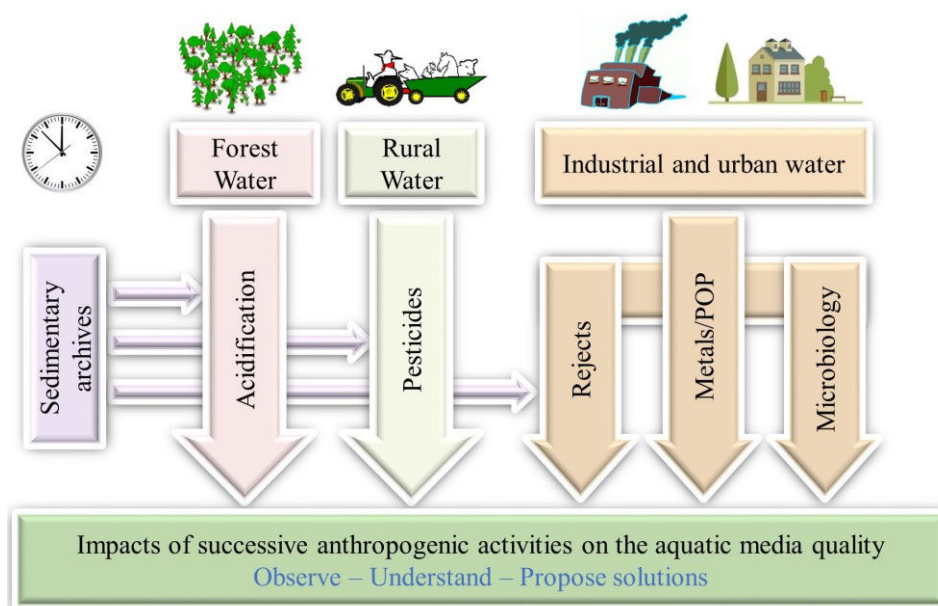 Forest
Water
Rural
Water
Industrial and urban water
Sedimentary
archives
Acidification
Pesticides
Rejects
Metals/POP
Microbiology
Impacts of successive anthropogenic activities on the aquatic media quality
Observe – Understand – Propose solutions